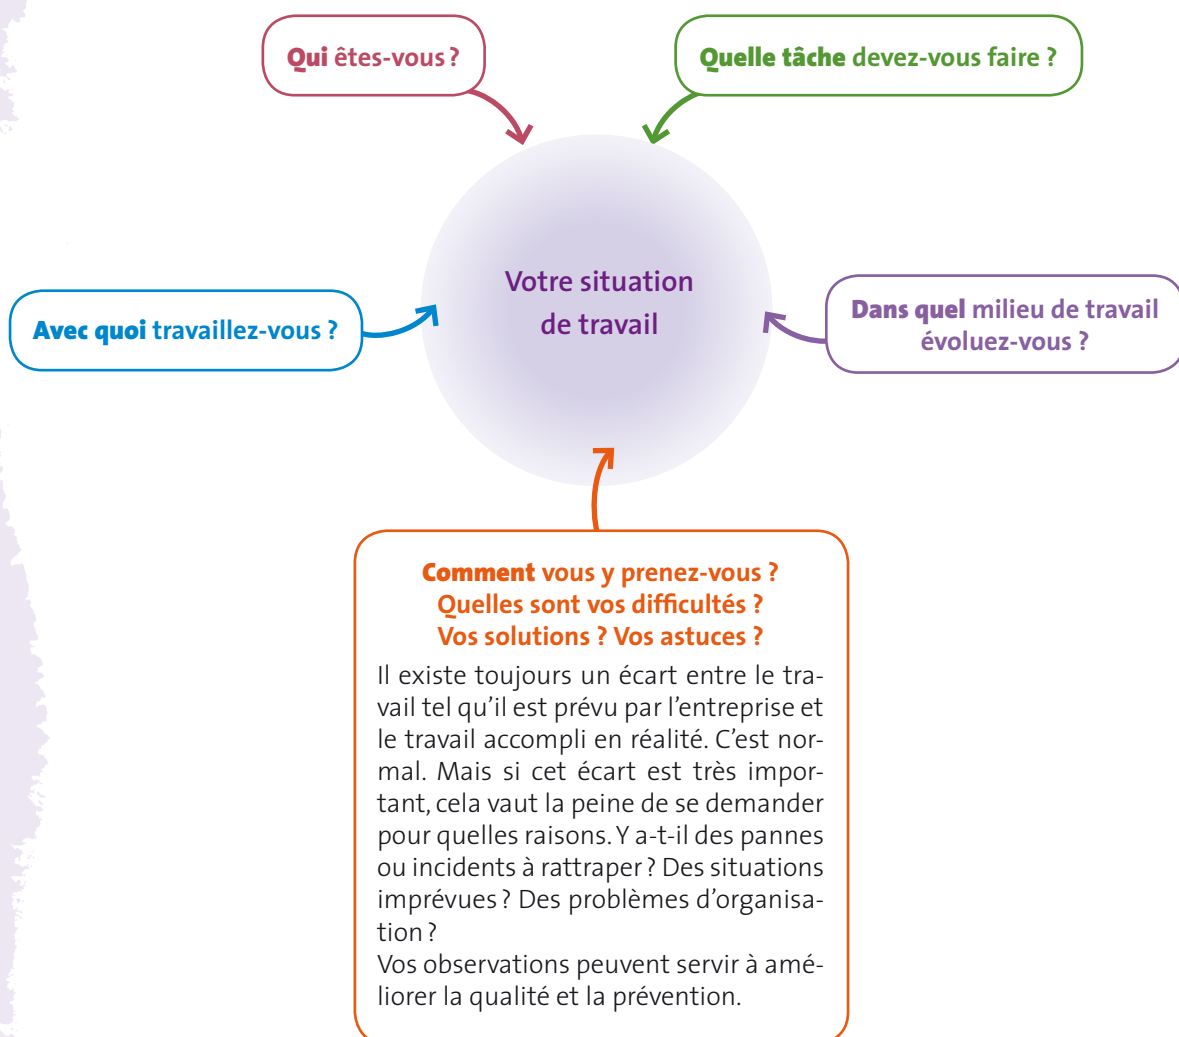 Qui êtes-vous ?
Quelle tâche devez-vous faire ?
Votre situation
de travail
Avec quoi travaillez-vous ?
Dans quel milieu de travail
évoluez-vous ?
Comment vous y prenez-vous ?
Quelles sont vos difficultés ?
Vos solutions ? Vos astuces ?
Il existe toujours un écart entre le tra-
vail tel qu'il est prévu par l'entreprise et
le travail accompli en réalité. C'est nor-
mal. Mais si cet écart est très impor-
tant, cela vaut la peine de se demander
pour quelles raisons. Y a-t-il des pannes
ou incidents à rattraper ? Des situations
imprévues ? Des problèmes d'organisa-
tion ?
Vos observations peuvent servir à amé-
liorer la qualité et la prévention.